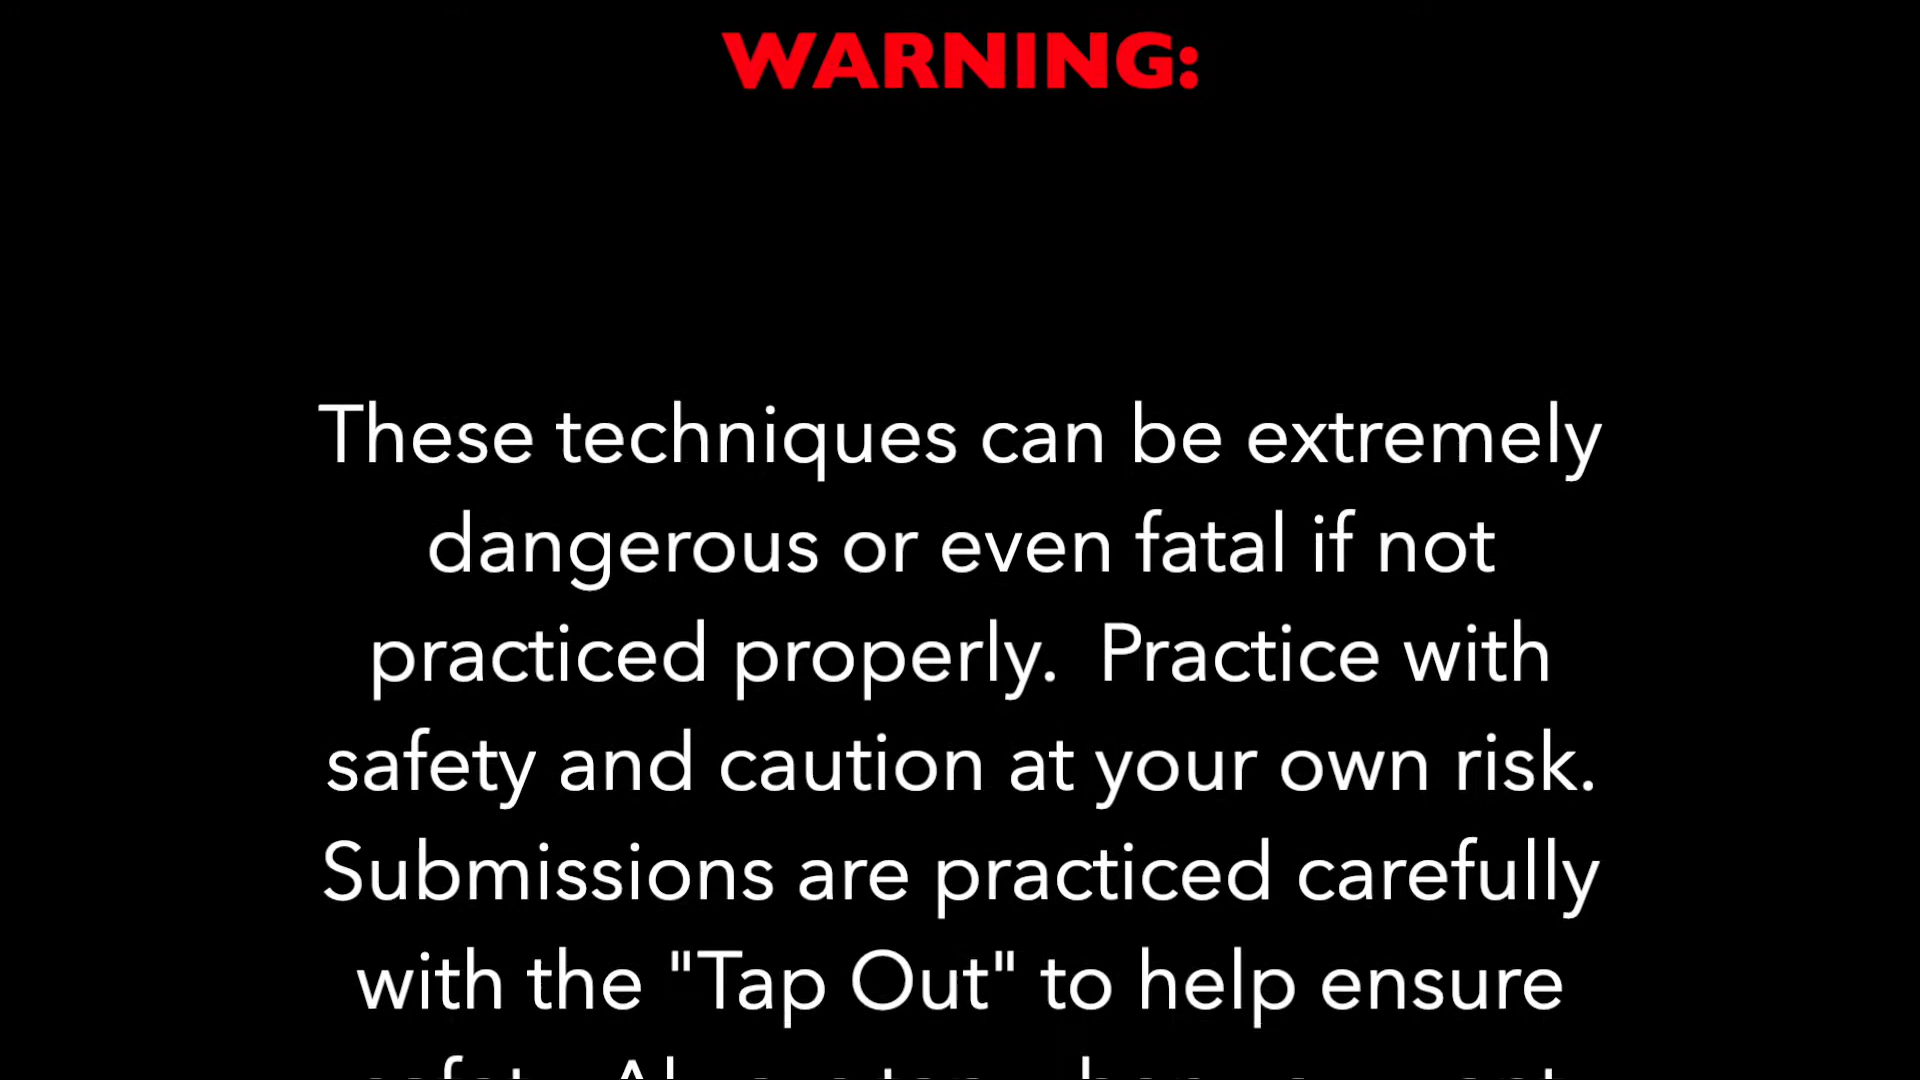 WARNING:
These techniques can be extremely
dangerous or even fatal if not
practiced properly.  Practice with
safety and caution at your own risk.
Submissions are practiced carefully
with the "Tap Out" to help ensure